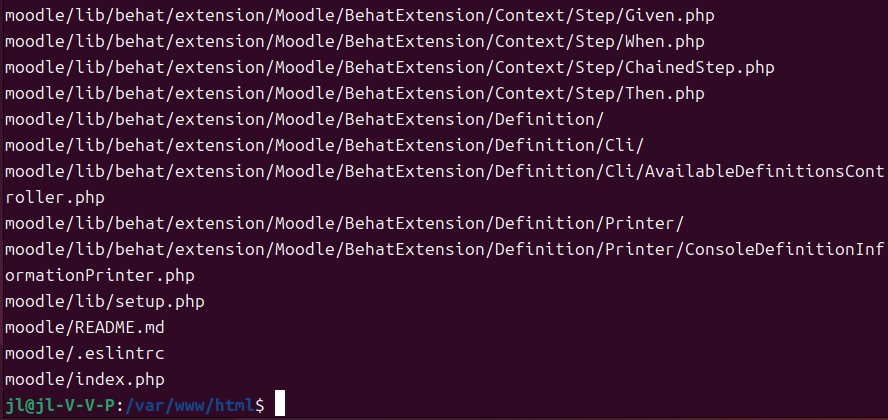 moodle/lib/behat/extension/Moodle/BehatExtension/Context/Step/Given.php
moodle/lib/behat/extension/Moodle/BehatExtension/Context/Step/When.php
moodle/lib/behat/extension/Moodle/BehatExtension/Context/Step/ChainedStep.php
moodle/lib/behat/extension/Moodle/BehatExtension/Context/Step/Then.php
moodle/lib/behat/extension/Moodle/BehatExtension/Definition/
moodle/lib/behat/extension/Moodle/BehatExtension/Definition/Cli/
moodle/lib/behat/extension/Moodle/BehatExtension/Definition/Cli/AvailableDefinitionsCont
roller.php
moodle/lib/behat/extension/Moodle/BehatExtension/Definition/Printer/
moodle/lib/behat/extension/Moodle/BehatExtension/Definition/Printer/ConsoleDefinitionInf
ormationPrinter.php
moodle/lib/setup.php
moodle/README.md
moodle/.eslintrc
moodle/index.php
jl@jl-V-V-P:/var/www/html$